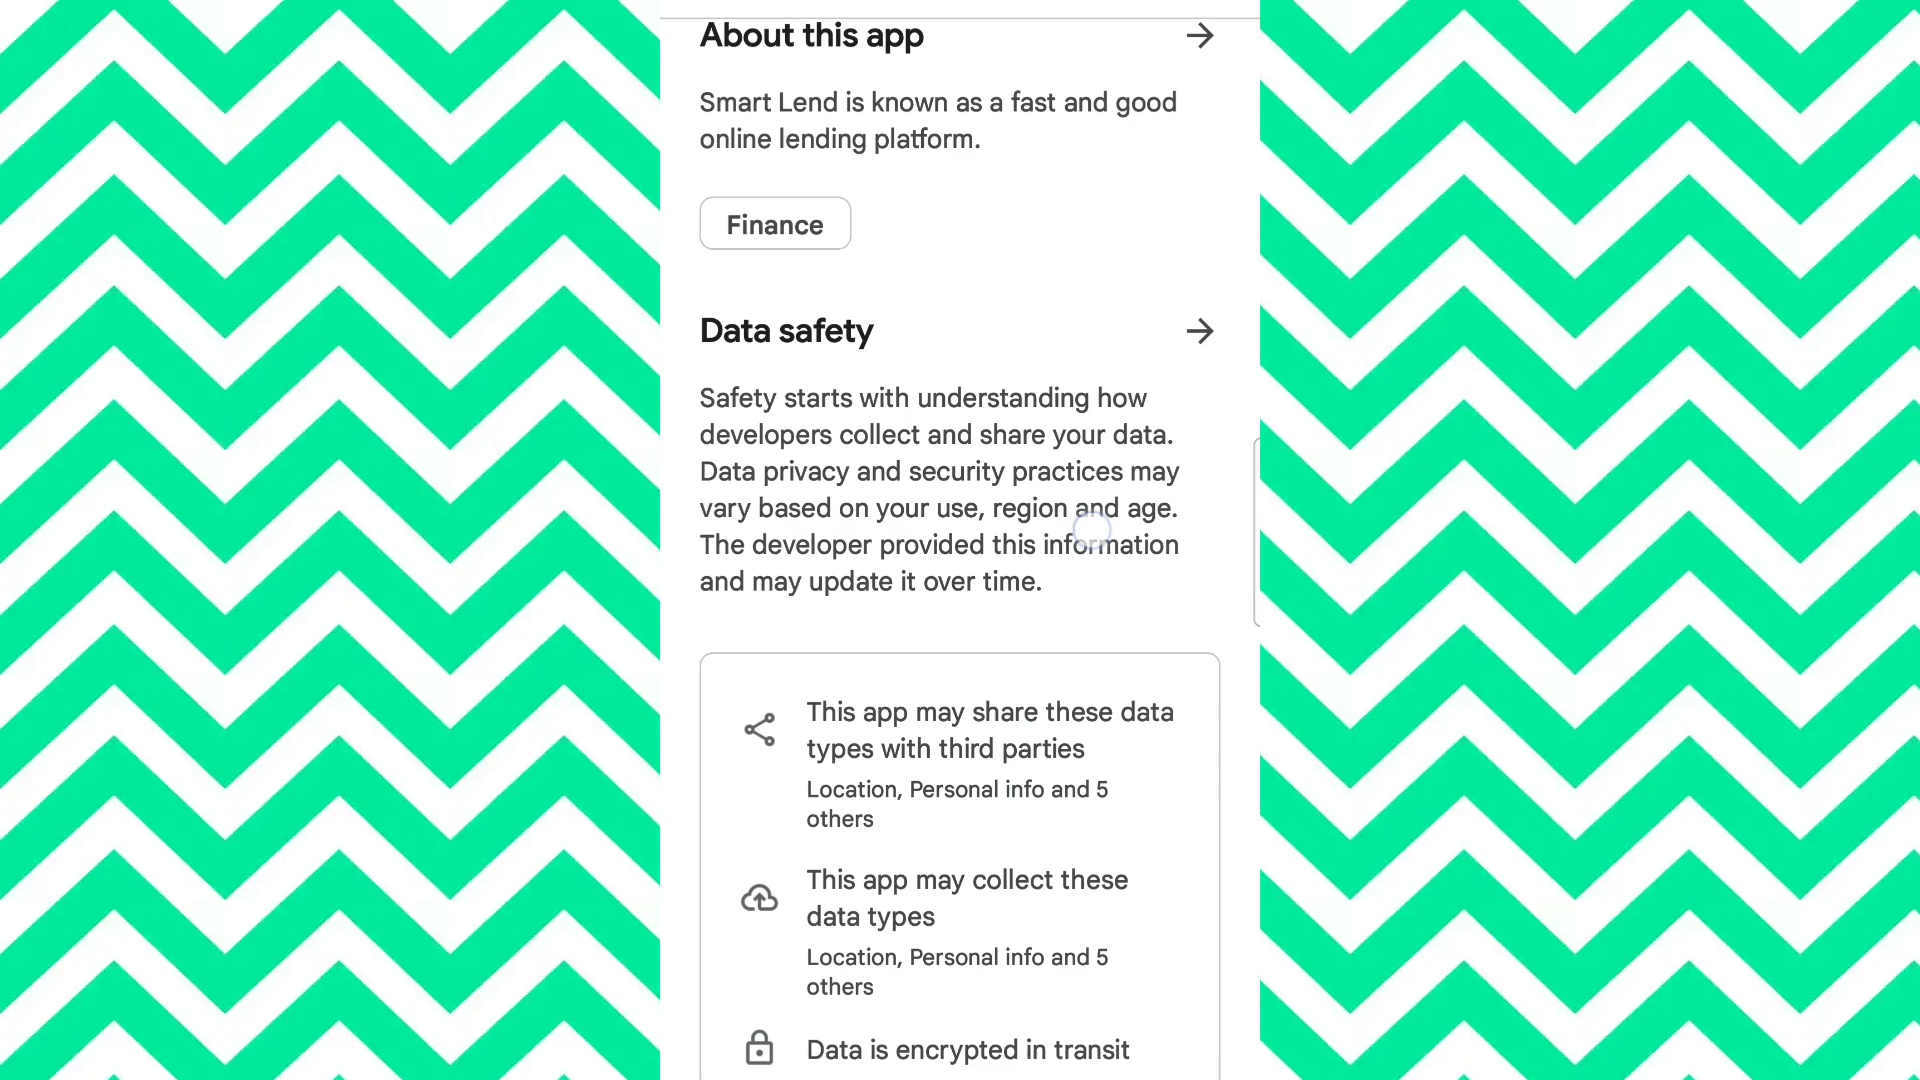 About this app
Smart Lend is known as a fast and good
online lending platform.
Finance
Data safety
Safety starts with understanding how
developers collect and share your data.
Data privacy and security practices may
vary based on your use, region and age.
The developer provided this information
and may update it over time.
This app may share these data
types with third parties
Location, Personal info and 5
others
This app may collect these
data types
Location, Personal info and 5
others
Data is encrypted in transit